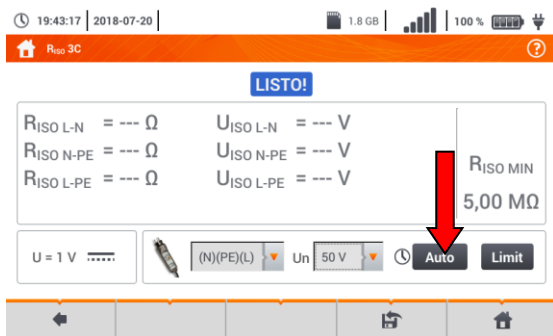 19:43:17 2018-07-20 1.8 GB 100 %
RISO 3C ?
LISTO!
RISO L-N = --- Ω UISO L-N = --- V
RISO N-PE = --- Ω UISO N-PE = --- V
RISO L-PE = --- Ω UISO L-PE = --- V
RISO MIN
5,00 MΩ
U = 1 V (N)(PE)(L) Un 50 V Auto Limit